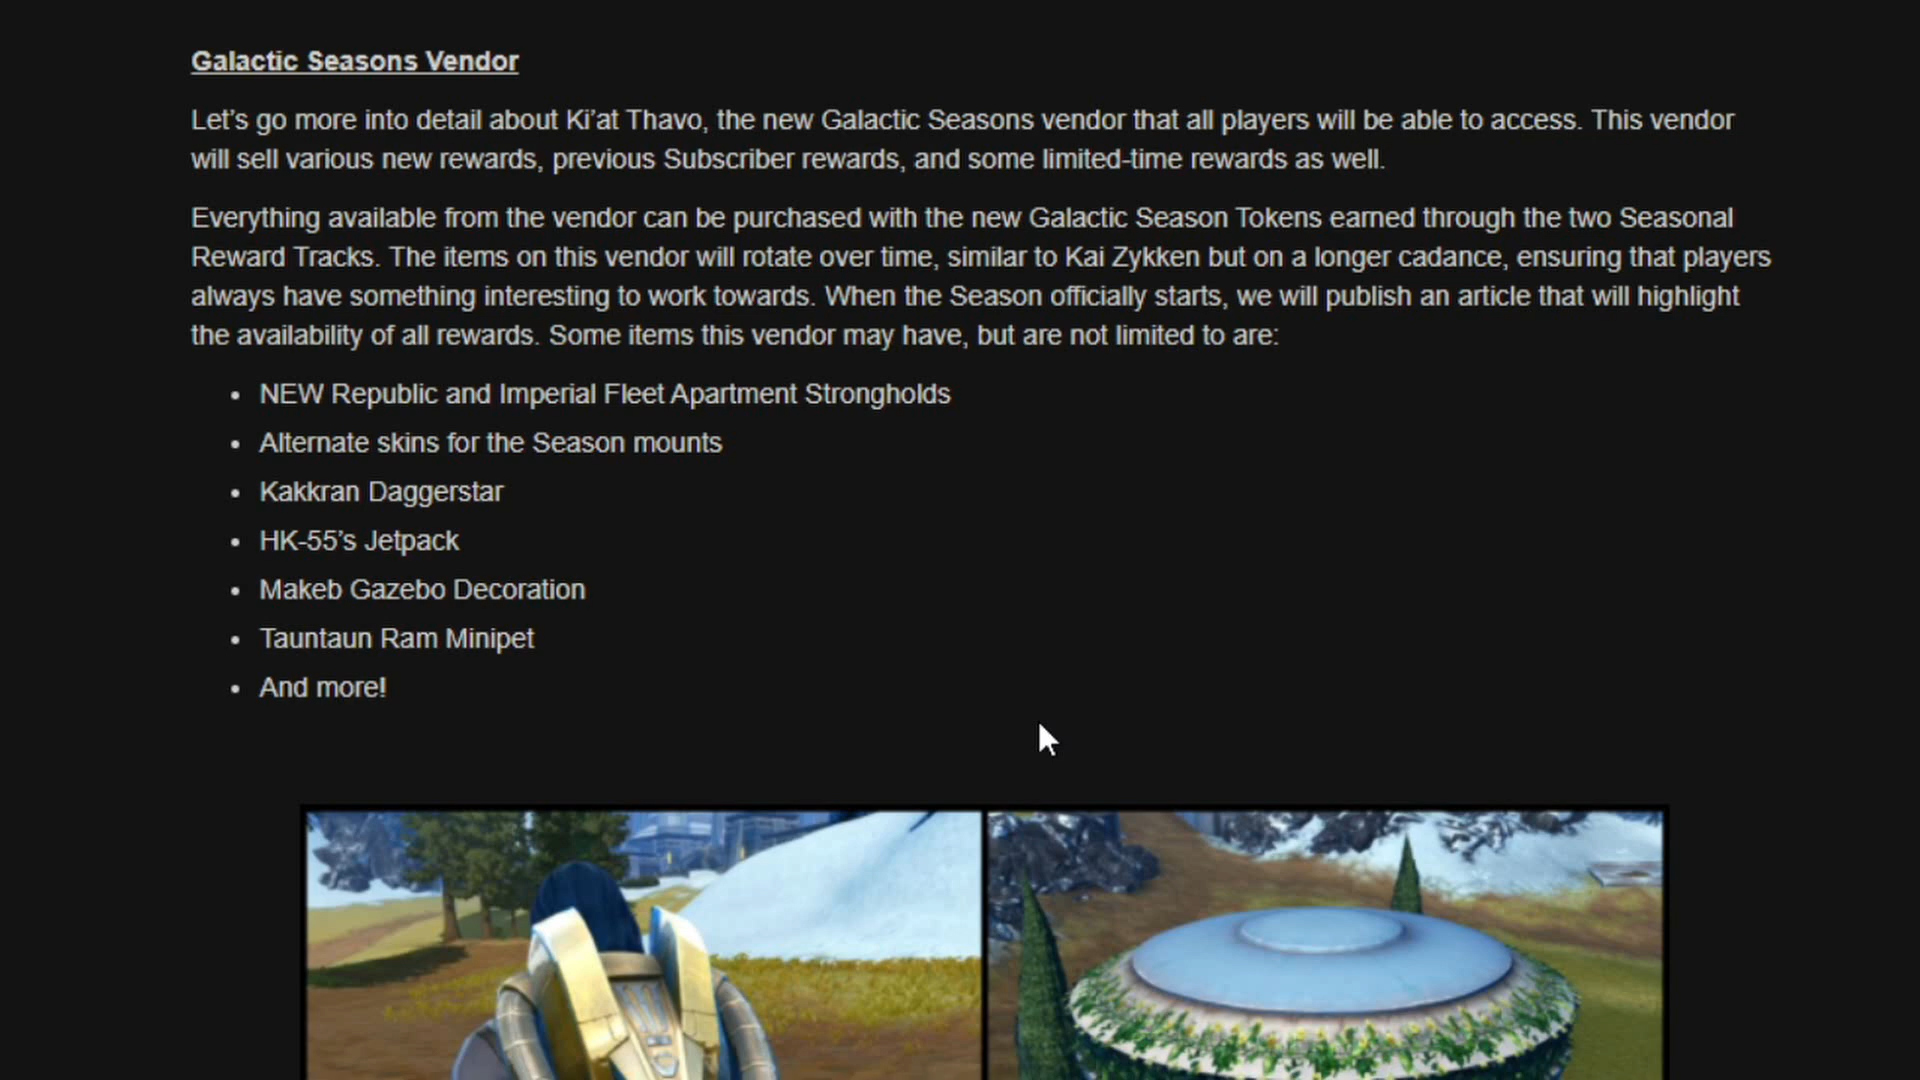 Galactic Seasons Vendor
Let’s go more into detail about Ki’at Thavo, the new Galactic Seasons vendor that all players will be able to access. This vendor
will sell various new rewards, previous Subscriber rewards, and some limited-time rewards as well.
Everything available from the vendor can be purchased with the new Galactic Season Tokens earned through the two Seasonal
Reward Tracks. The items on this vendor will rotate over time, similar to Kai Zykken but on a longer cadance, ensuring that players
always have something interesting to work towards. When the Season officially starts, we will publish an article that will highlight
the availability of all rewards. Some items this vendor may have, but are not limited to are:
• NEW Republic and Imperial Fleet Apartment Strongholds
• Alternate skins for the Season mounts
• Kakkran Daggerstar
• HK-55’s Jetpack
• Makeb Gazebo Decoration
• Tauntaun Ram Minipet
• And more!